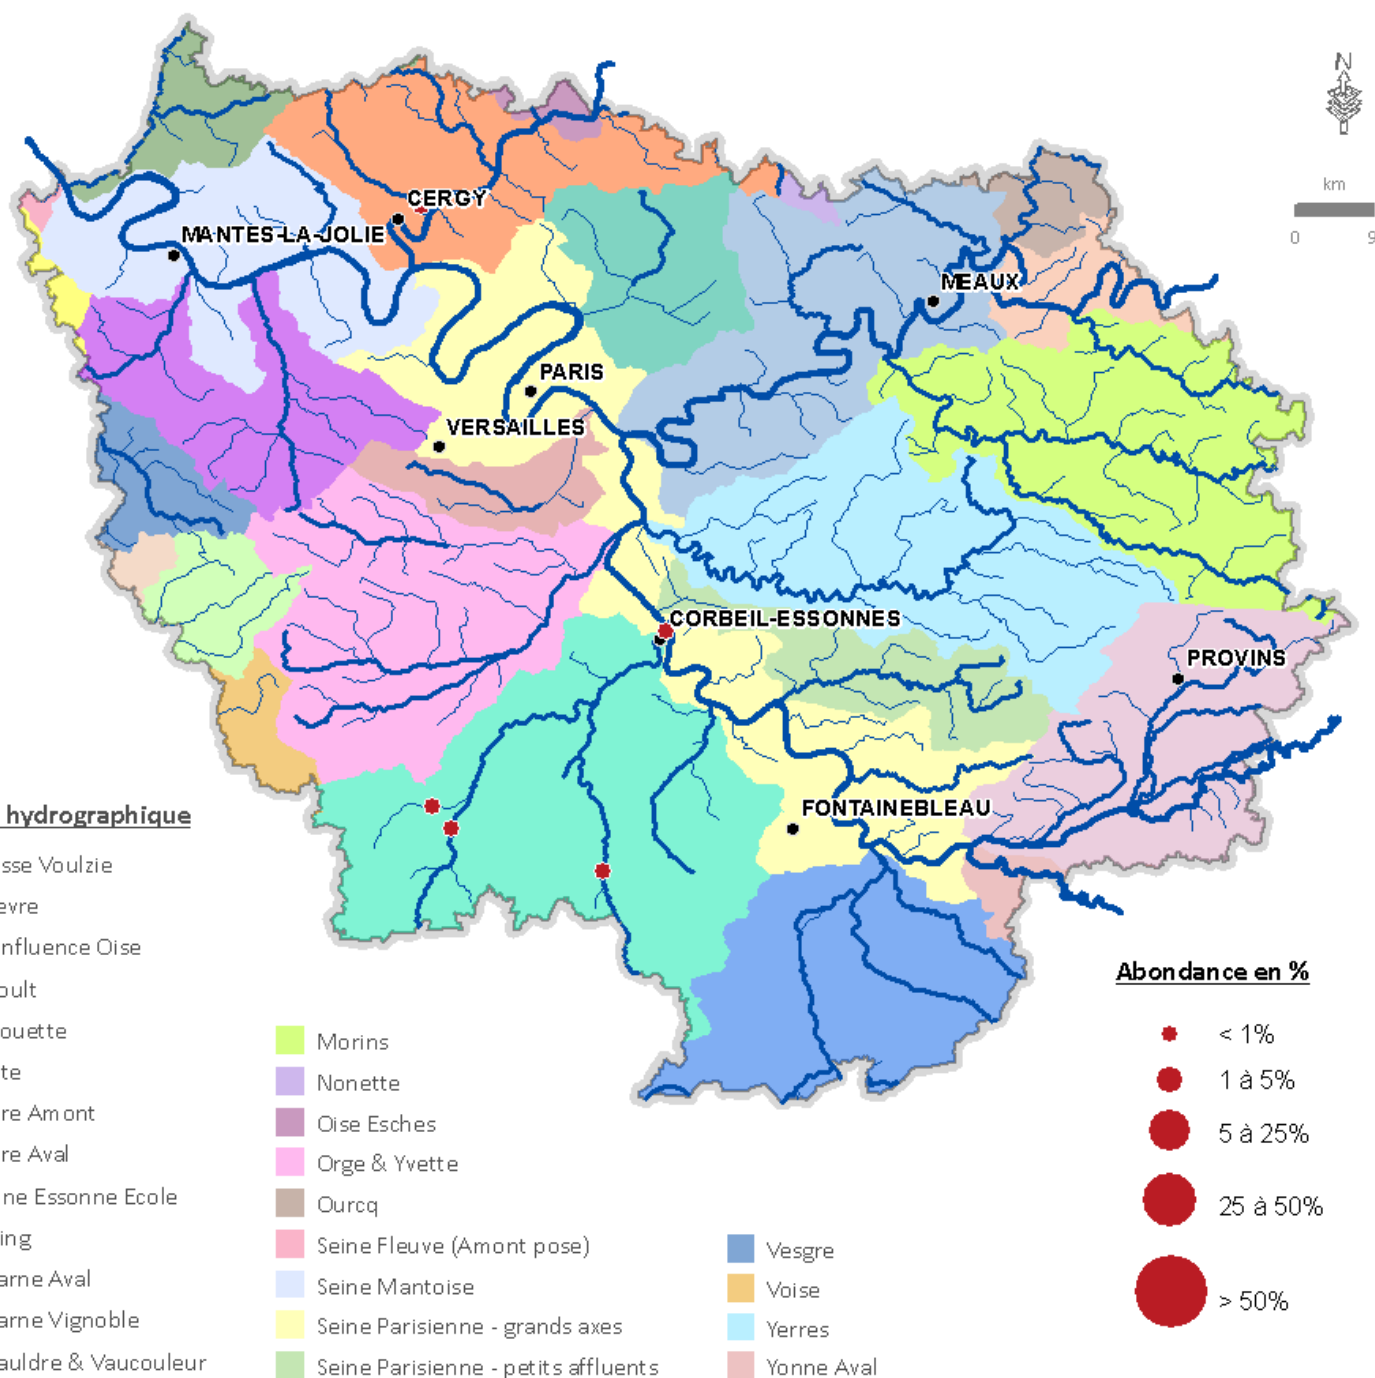 N
km
0 9
CERGY
MANTES-LA-JOLIE
MEAUX
PARIS
VERSAILLES
CORBEIL-ESSONNES
PROVINS
FONTAINEBLEAU
hydrographique
sse Voulzie
evre
nfluence Oise
oult
ouette
te
re Amont
re Aval
ne Essonne Ecole
ing
arne Aval
arne Vignoble
auldre & Vaucouleur
Morins
Nonette
Oise Esches
Orge & Yvette
Ourcq
Seine Fleuve (Amont pose)
Seine Mantoise
Seine Parisienne - grands axes
Seine Parisienne - petits affluents
Vesgre
Voise
Yerres
Yonne Aval
Abondance en %
< 1%
1 à 5%
5 à 25%
25 à 50%
> 50%